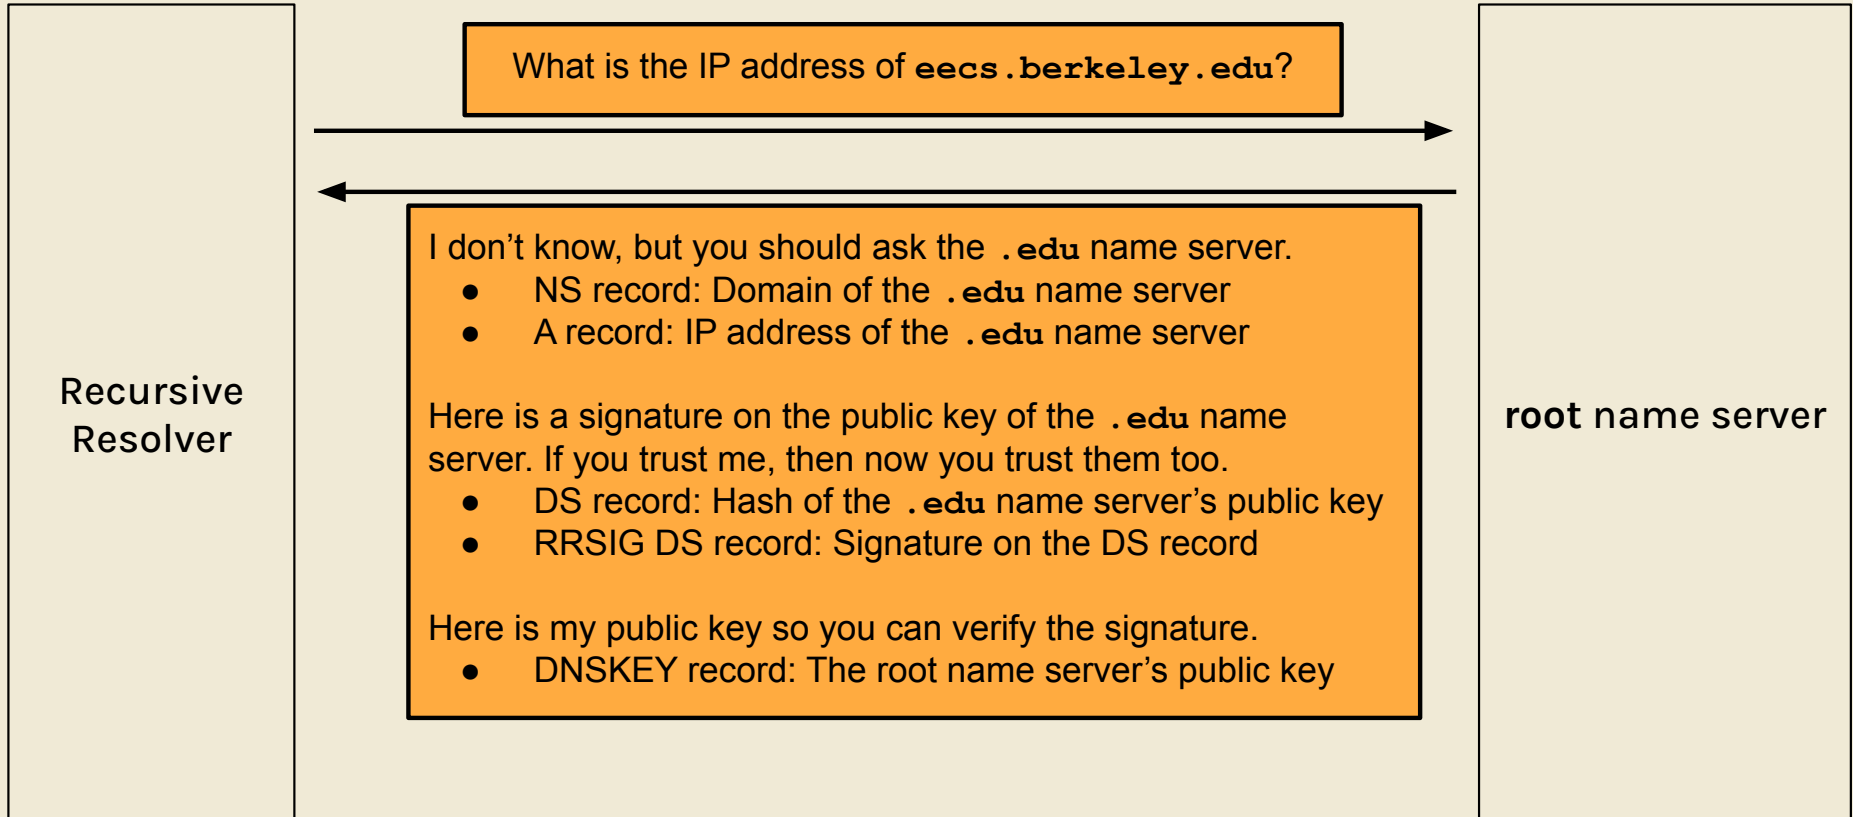 What is the IP address of eecs.berkeley.edu?
I don’t know, but you should ask the .edu name server.
● NS record: Domain of the .edu name server
● A record: IP address of the .edu name server
Here is a signature on the public key of the .edu name
server. If you trust me, then now you trust them too.
● DS record: Hash of the .edu name server’s public key
● RRSIG DS record: Signature on the DS record
Here is my public key so you can verify the signature.
● DNSKEY record: The root name server’s public key
Recursive
Resolver
root name server